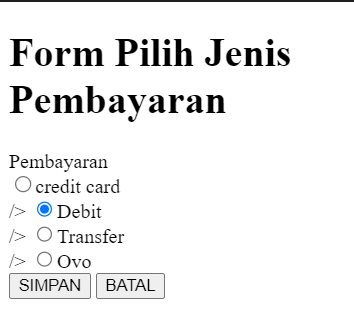 Form Pilih Jenis
Pembayaran
Pembayaran
credit card
/> Debit
/> Transfer
/> Ovo
SIMPAN BATAL